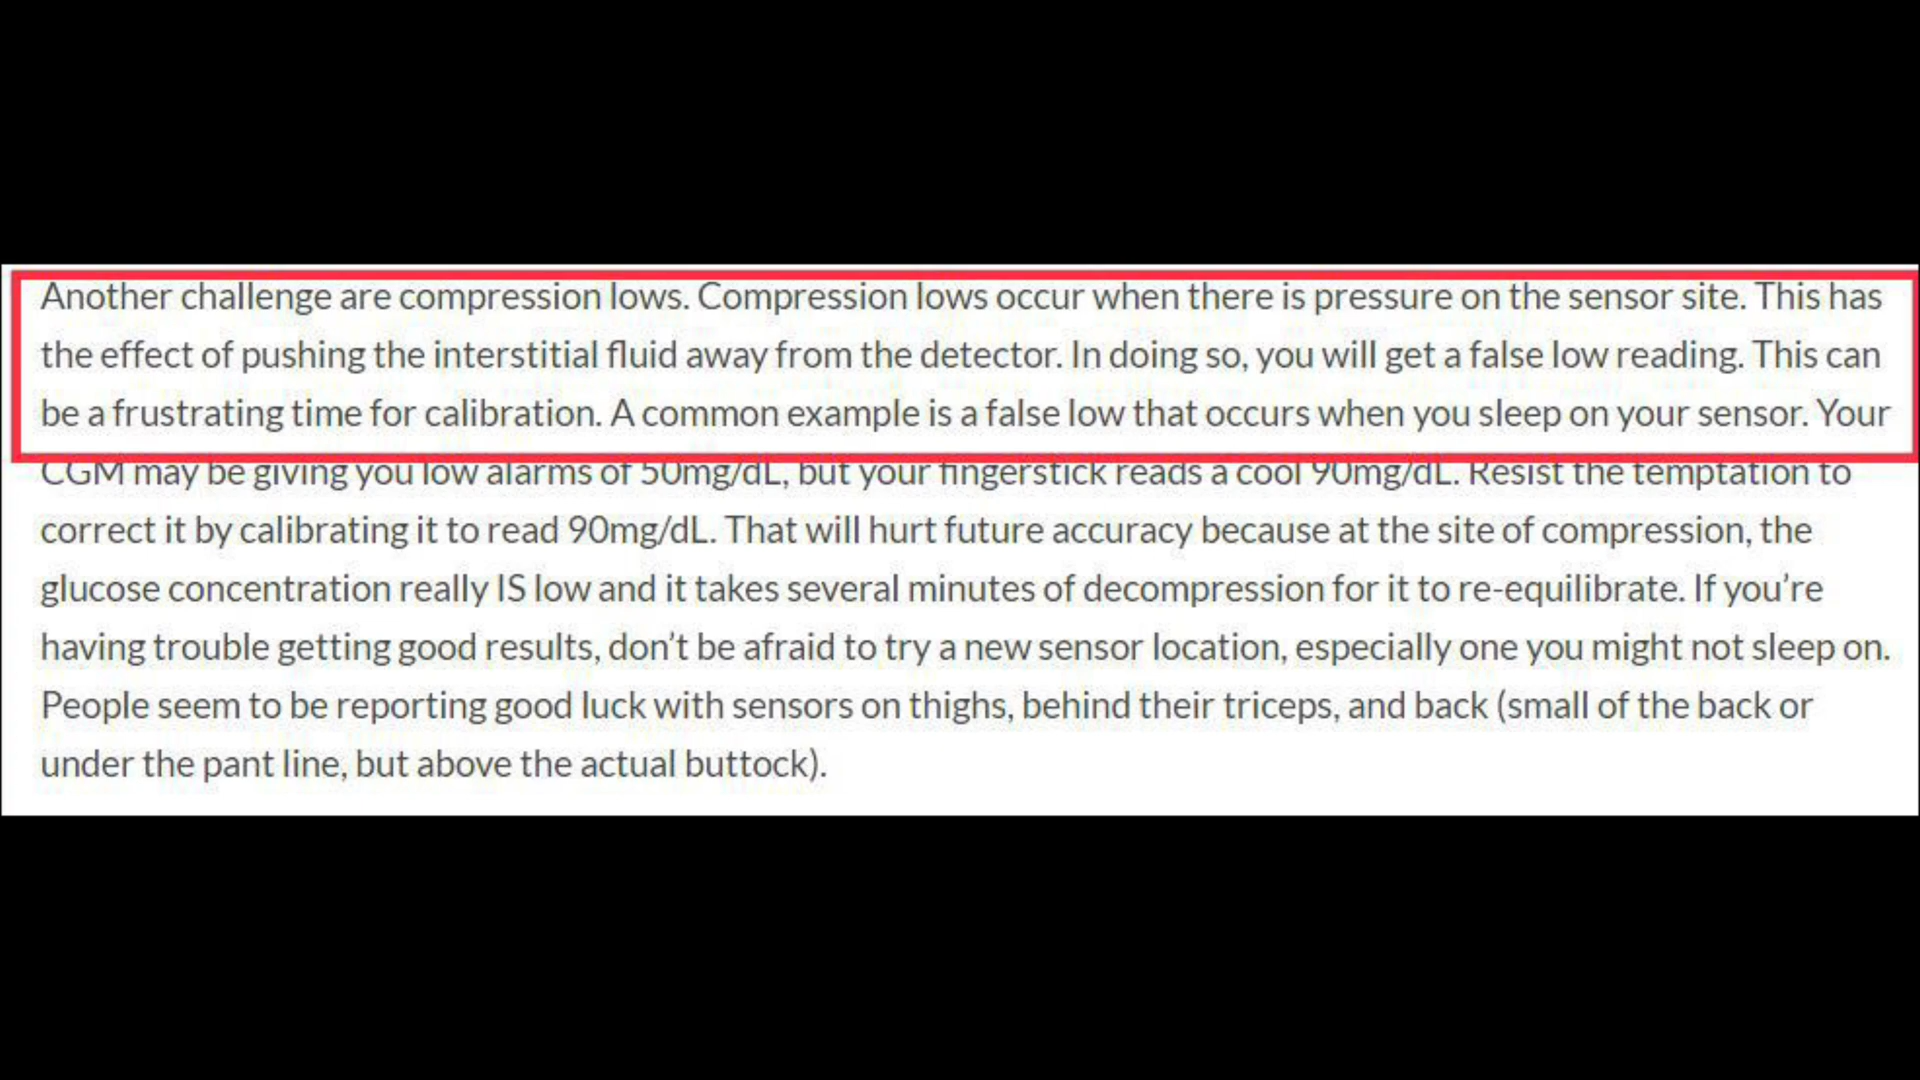 Another challenge are compression lows. Compression lows occur when there is pressure on the sensor site. This has
the effect of pushing the interstitial fluid away from the detector. In doing so, you will get a false low reading. This can
be a frustrating time for calibration. A common example is a false low that occurs when you sleep on your sensor. Your
CGM may be giving you low alarms of 50mg/dL, but your fingerstick reads a cool 90mg/dL. Resist the temptation to
correct it by calibrating it to read 90mg/dL. That will hurt future accuracy because at the site of compression, the
glucose concentration really IS low and it takes several minutes of decompression for it to re-equilibrate. If you’re
having trouble getting good results, don’t be afraid to try a new sensor location, especially one you might not sleep on.
People seem to be reporting good luck with sensors on thighs, behind their triceps, and back (small of the back or
under the pant line, but above the actual buttock).